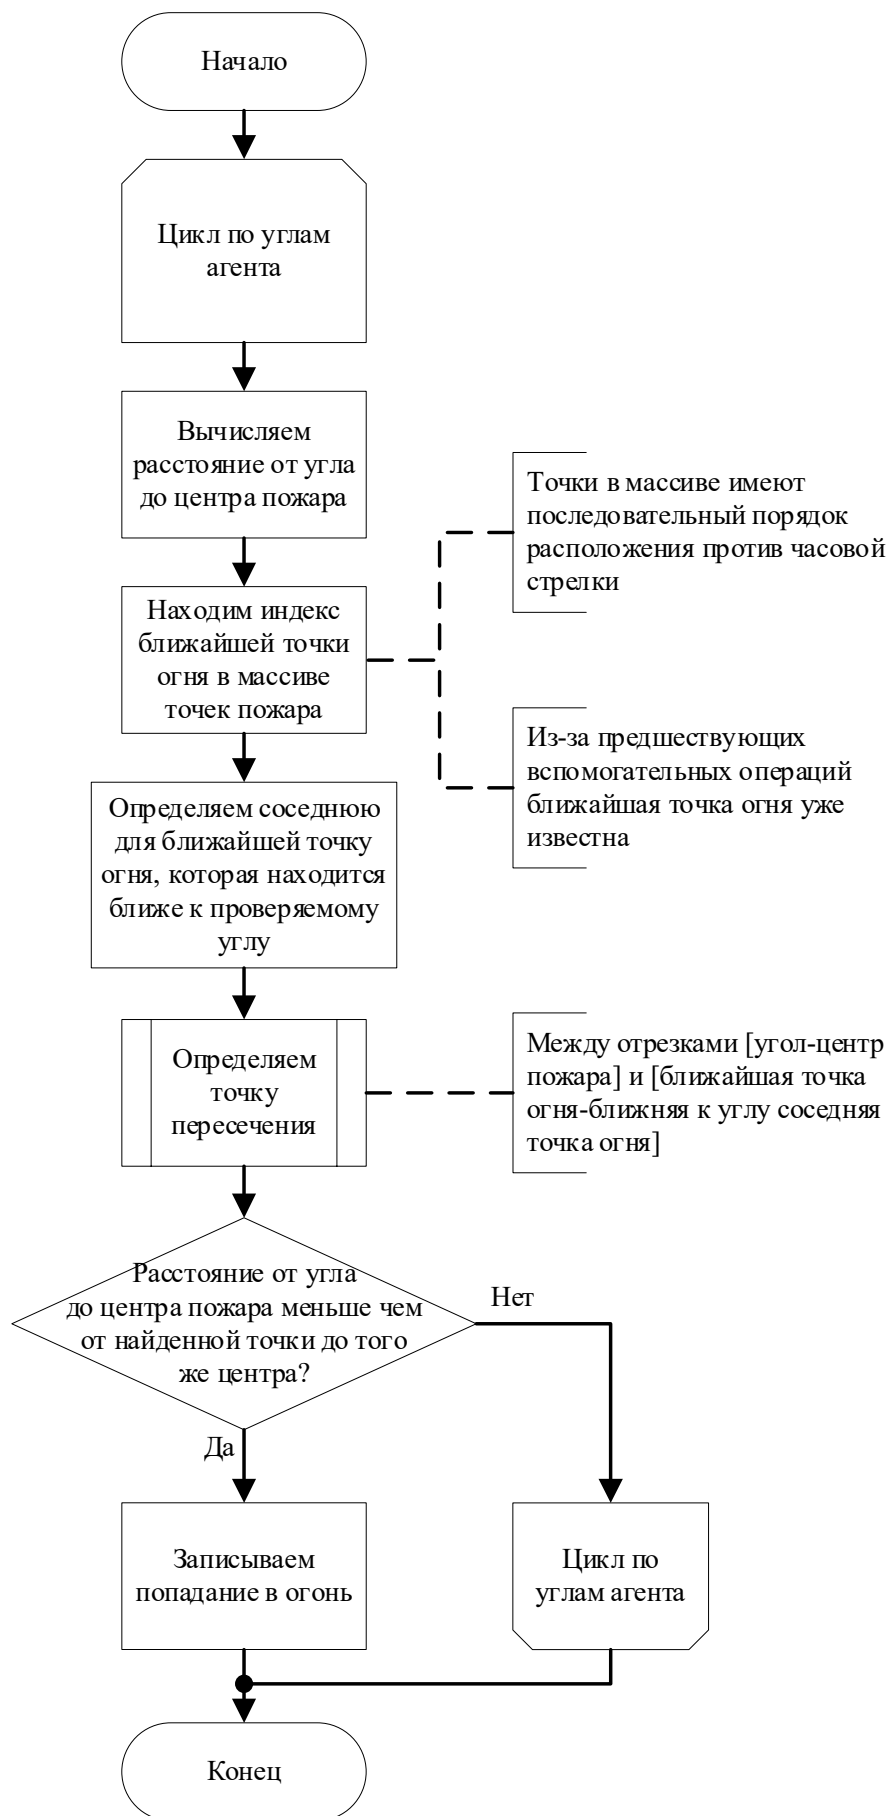 Начало
Цикл по углам
агента
Вычисляем
расстояние от угла
до центра пожара
Точки в массиве имеют
последовательный порядок
расположения против часовой
стрелки
Находим индекс
ближайшей точки
огня в массиве
точек пожара
Из-за предшествующих
вспомогательных операций
ближайшая точка огня уже
известна
Определяем соседнюю
для ближайшей точку
огня, которая находится
ближе к проверяемому
углу
Определяем
точку
пересечения
Между отрезками [угол-центр
пожара] и [ближайшая точка
огня-ближняя к углу соседняя
точка огня]
Расстояние от угла
до центра пожара меньше чем
от найденной точки до того
же центра?
Нет
Да
Записываем
попадание в огонь
Цикл по
углам агента
Конец